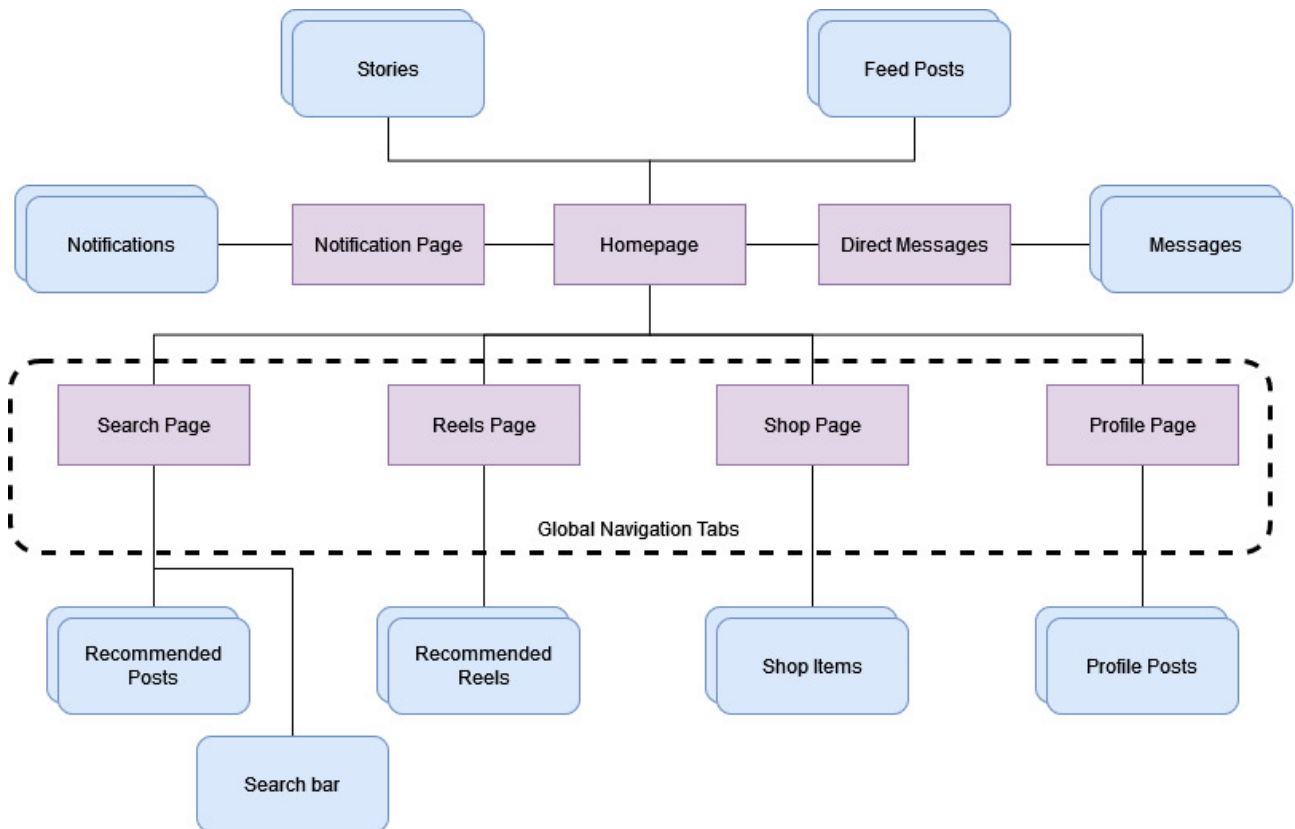 Stories
Feed Posts
Notifications
Notification Page
Homepage
Direct Messages
Messages
Search Page
Reels Page
Shop Page
Profile Page
Global Navigation Tabs
Recommended
Posts
Recommended
Reels
Shop Items
Profile Posts
Search bar